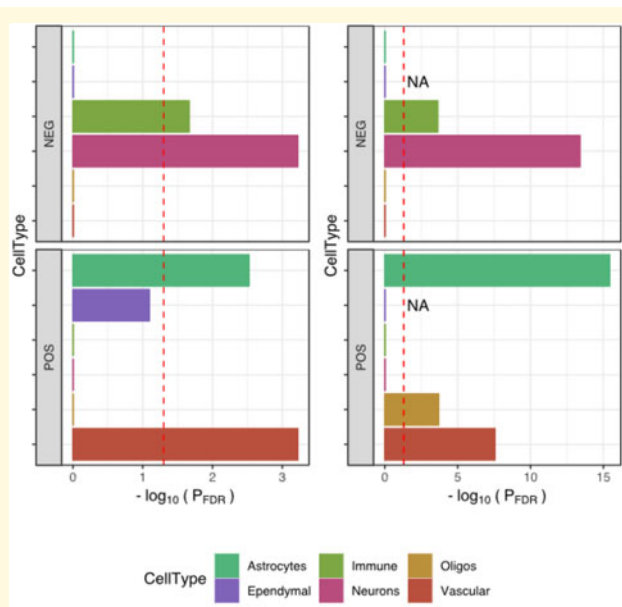 CellType
NEG
POS
0 1 2 3
- log10 ( PFDR )
CellType
NEG
NA
POS
NA
0 5 10 15
- log10 ( PFDR )
CellType
Astrocytes Immune Oligos
Ependymal Neurons Vascular